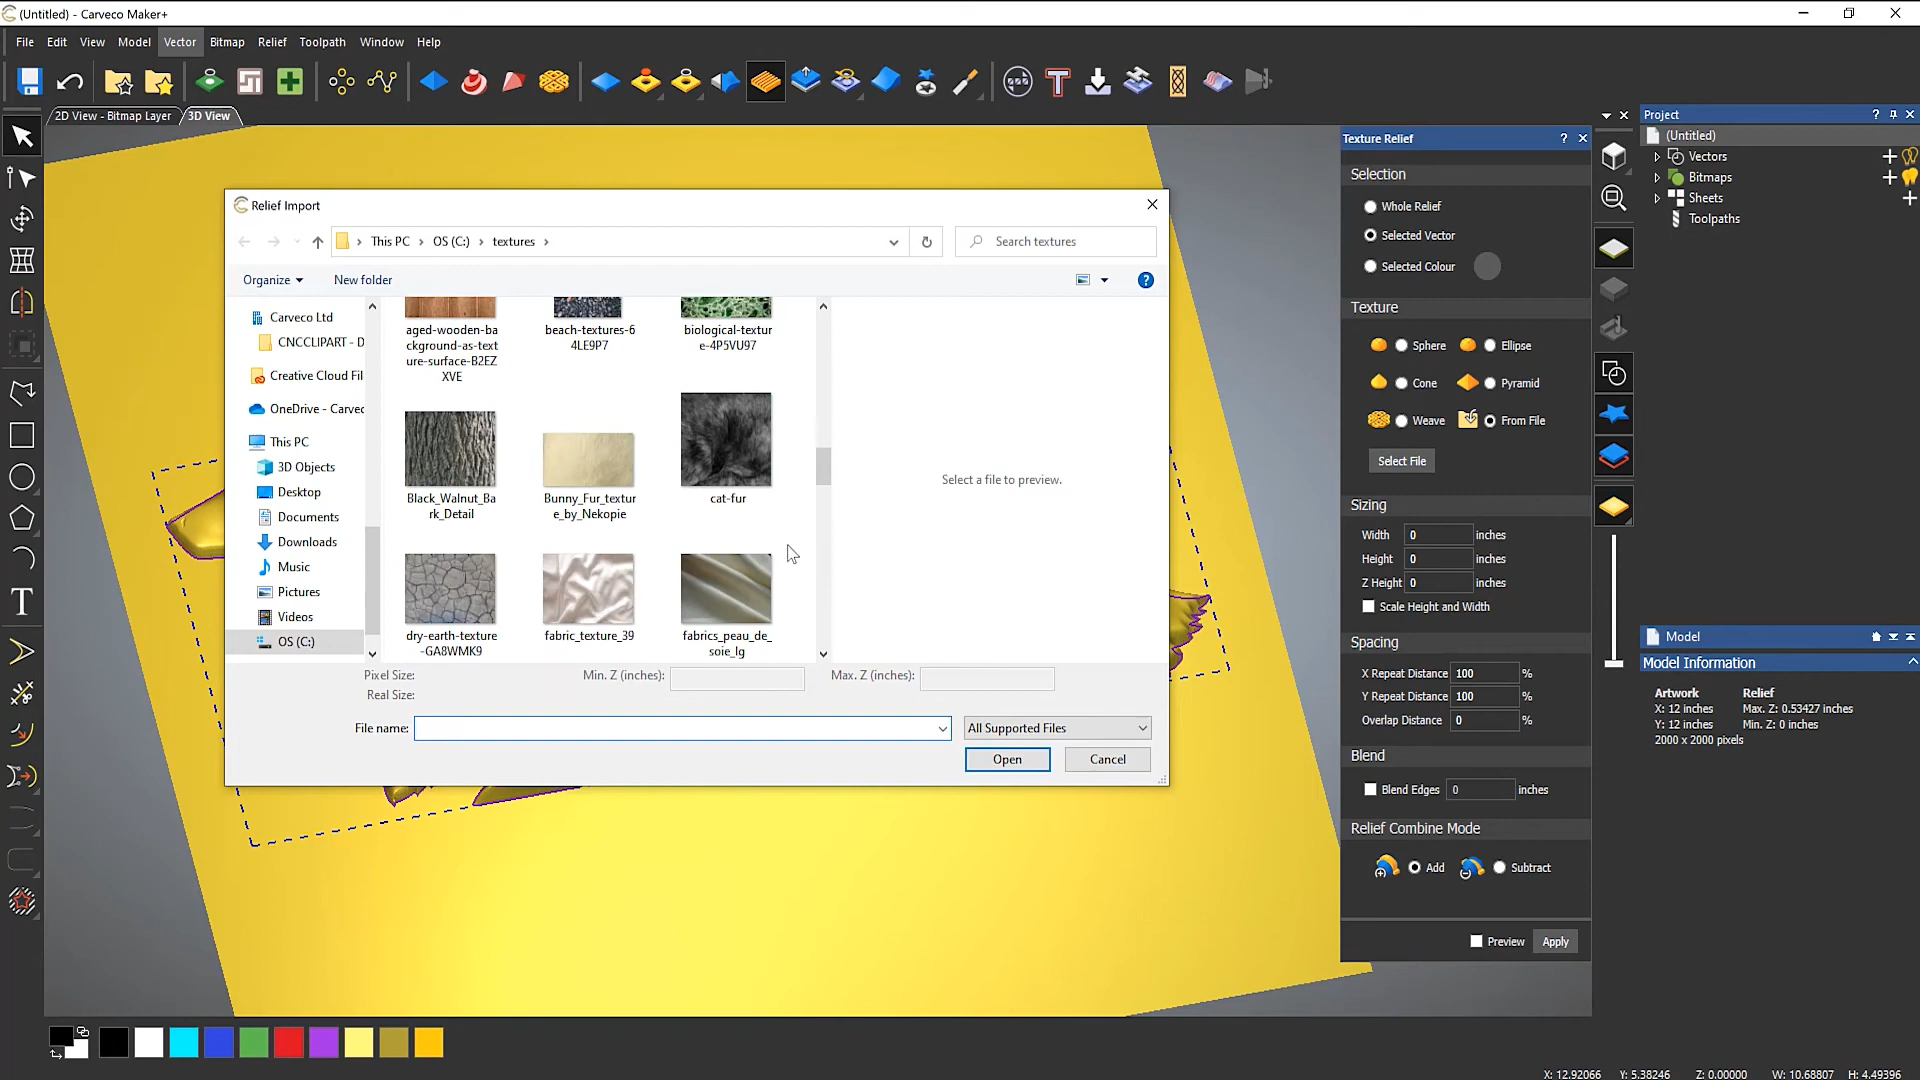 (Untitled) - Carveco Maker+
File Edit View Model Vector Bitmap Relief Toolpath Window Help
2D View - Bitmap Layer 3D View
Relief Import
This PC OS (C:) textures
Search textures
Organize New folder
Carveco Ltd
CNCCLIPART - D
Creative Cloud Fil
OneDrive - Carvec
This PC
3D Objects
Desktop
Documents
Downloads
Music
Pictures
Videos
OS (C:)
aged-wooden-ba
ckground-as-text
ure-surface-B2EZ
XVE
beach-textures-6
4LE9P7
biological-textur
e-4P5VU97
Black_Walnut_Ba
rk_Detail
Bunny_Fur_textur
e_by_Nekopie
cat-fur
dry-earth-texture
-GA8WMK9
fabric_texture_39
fabrics_peau_de_
soie_lg
Select a file to preview.
Pixel Size:
Real Size:
Min. Z (inches):
Max. Z (inches):
File name:
All Supported Files
Open Cancel
Texture Relief
Selection
Whole Relief
Selected Vector
Selected Colour
Texture
Sphere Ellipse
Cone Pyramid
Weave From File
Select File
Sizing
Width 0 inches
Height 0 inches
Z Height 0 inches
Scale Height and Width
Spacing
X Repeat Distance 100 %
Y Repeat Distance 100 %
Overlap Distance 0 %
Blend
Blend Edges 0 inches
Relief Combine Mode
Add Subtract
Preview Apply
Project
(Untitled)
Vectors
Bitmaps
Sheets
Toolpaths
Model
Model Information
Artwork Relief
X: 12 inches Max. Z: 0.53427 inches
Y: 12 inches Min. Z: 0 inches
2000 x 2000 pixels
X: 12.92066 Y: 5.38246 Z: 0.00000 W: 10.68807 H: 4.49396